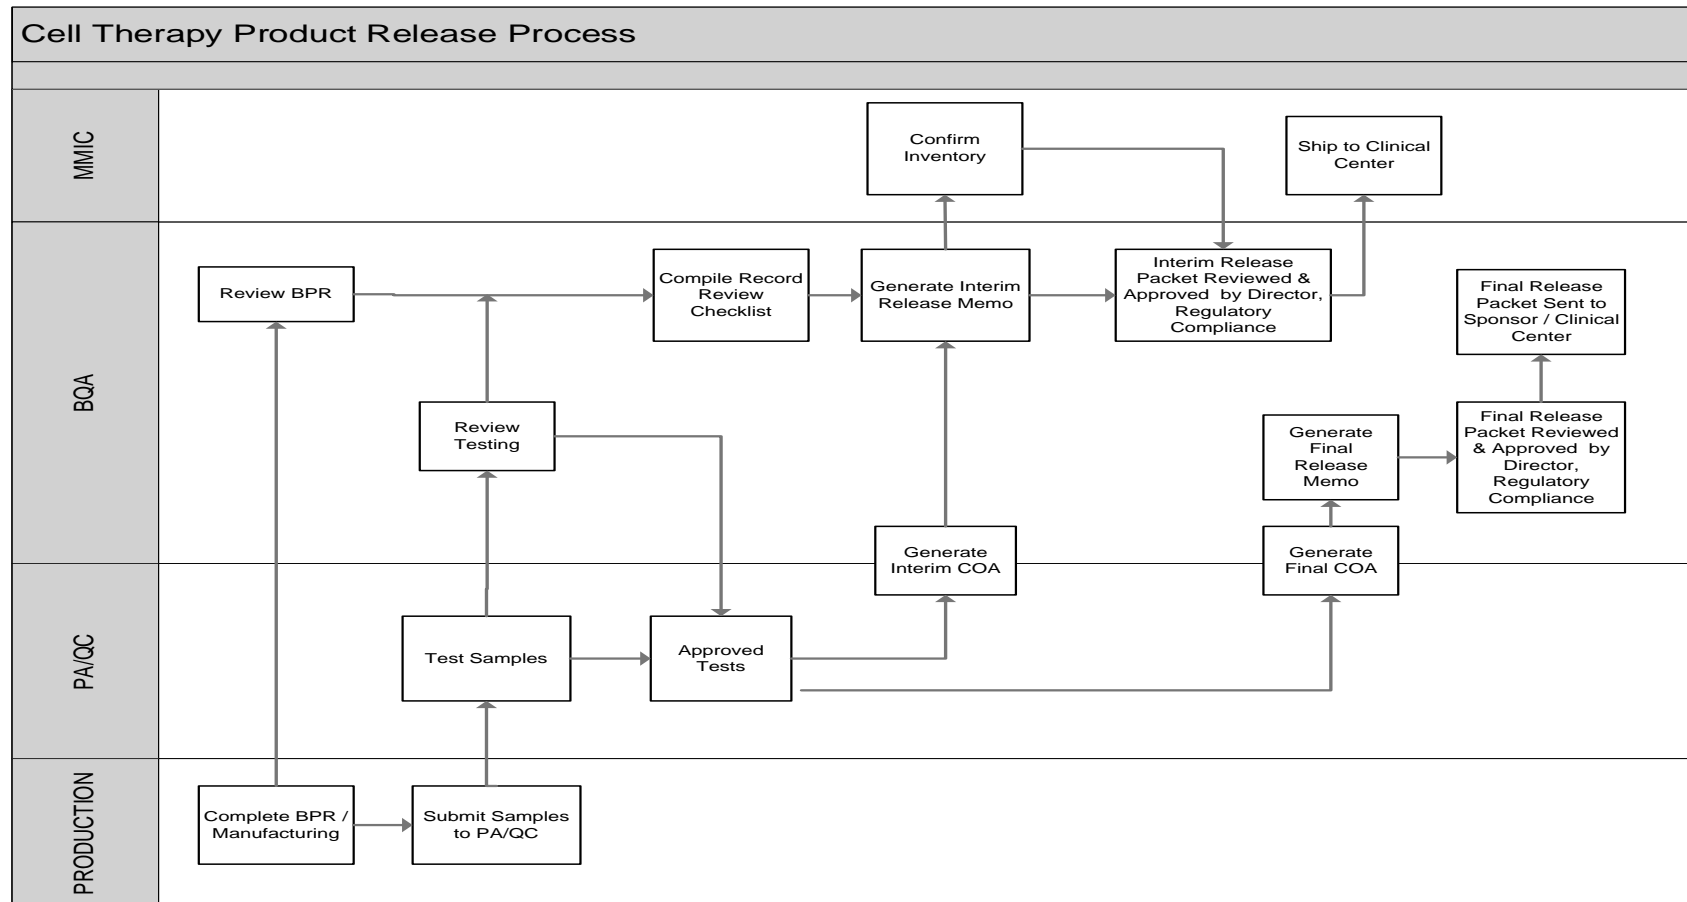 Cell Therapy Product Release Process
MMIC
Confirm
Inventory
Ship to Clinical
Center
BQA
Review BPR
Compile Record
Review
Checklist
Generate Interim
Release Memo
Interim Release
Packet Reviewed &
Approved by Director,
Regulatory
Compliance
Final Release
Packet Sent to
Sponsor / Clinical
Center
Review
Testing
Generate
Final
Release
Memo
Final Release
Packet Reviewed
& Approved by
Director,
Regulatory
Compliance
Generate
Interim COA
Generate
Final COA
PA/QC
Test Samples
Approved
Tests
PRODUCTION
Complete BPR /
Manufacturing
Submit Samples
to PA/QC